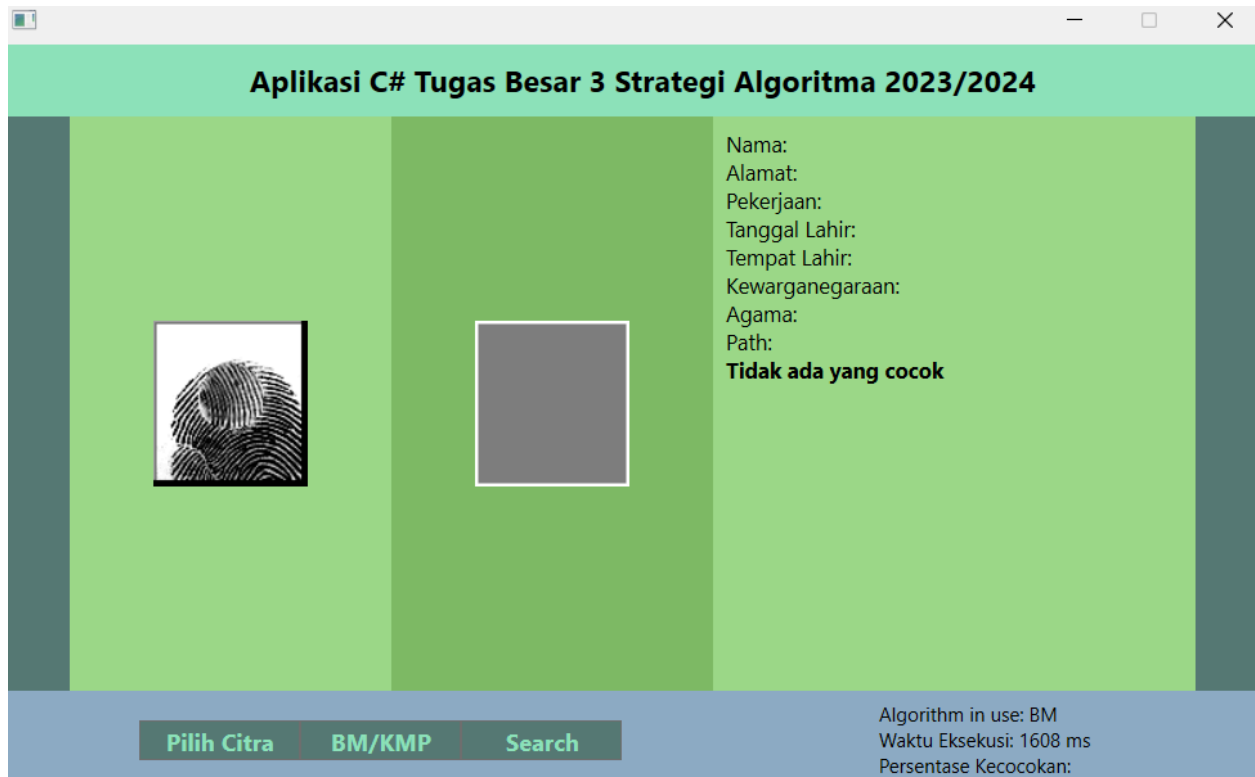 Aplikasi C# Tugas Besar 3 Strategi Algoritma 2023/2024
Nama:
Alamat:
Pekerjaan:
Tanggal Lahir:
Tempat Lahir:
Kewarganegaraan:
Agama:
Path:
Tidak ada yang cocok
Pilih Citra
BM/KMP
Search
Algorithm in use: BM
Waktu Eksekusi: 1608 ms
Persentase Kecocokan: